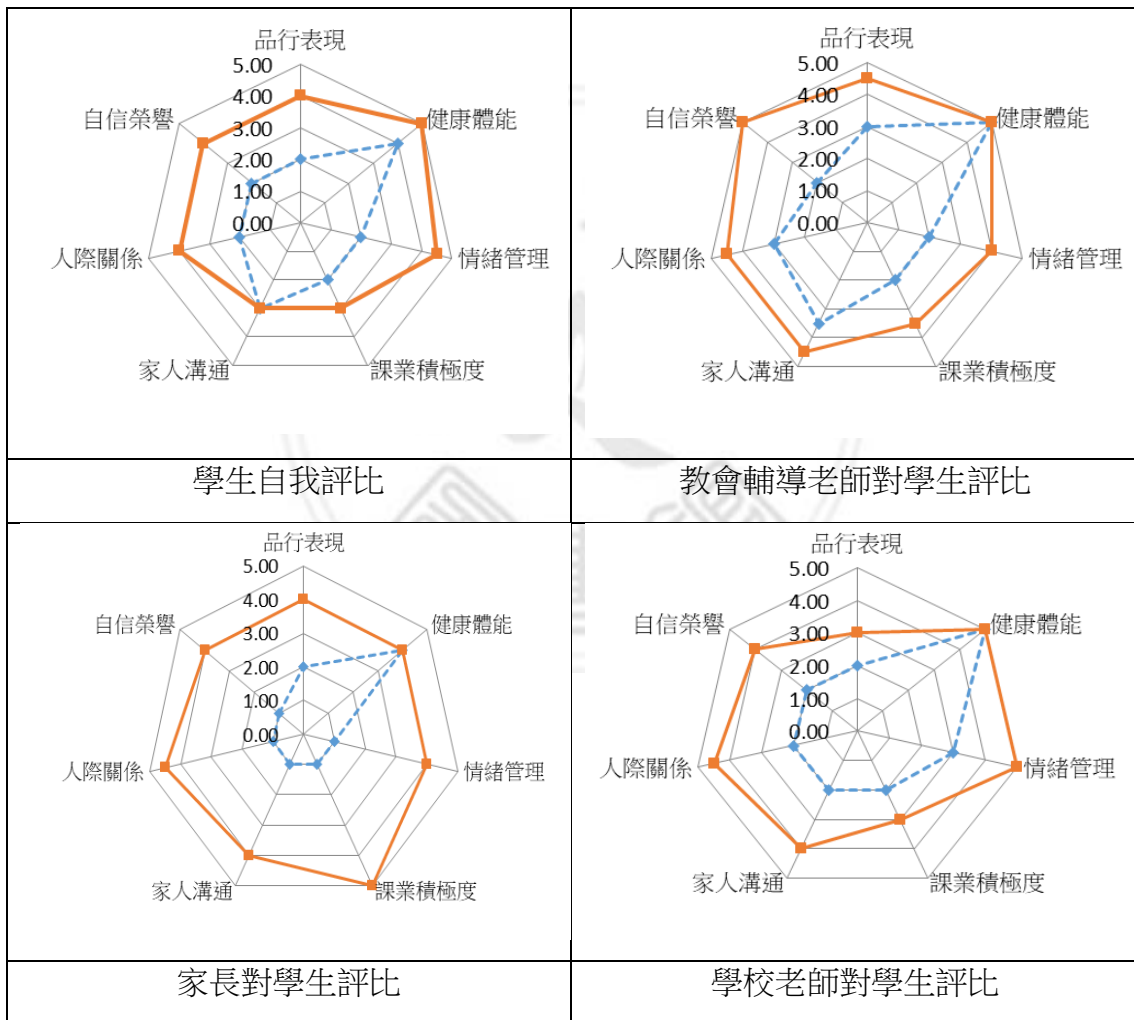 品行表現
5.00
4.00
3.00
2.00
1.00
0.00
自信榮譽
健康體能
人際關係
情緒管理
家人溝通
課業積極度
學生自我評比
品行表現
5.00
4.00
3.00
2.00
1.00
0.00
自信榮譽
健康體能
人際關係
情緒管理
家人溝通
課業積極度
教會輔導老師對學生評比
品行表現
5.00
4.00
3.00
2.00
1.00
0.00
自信榮譽
健康體能
人際關係
情緒管理
家人溝通
課業積極度
家長對學生評比
品行表現
5.00
4.00
3.00
2.00
1.00
0.00
自信榮譽
健康體能
人際關係
情緒管理
家人溝通
課業積極度
學校老師對學生評比